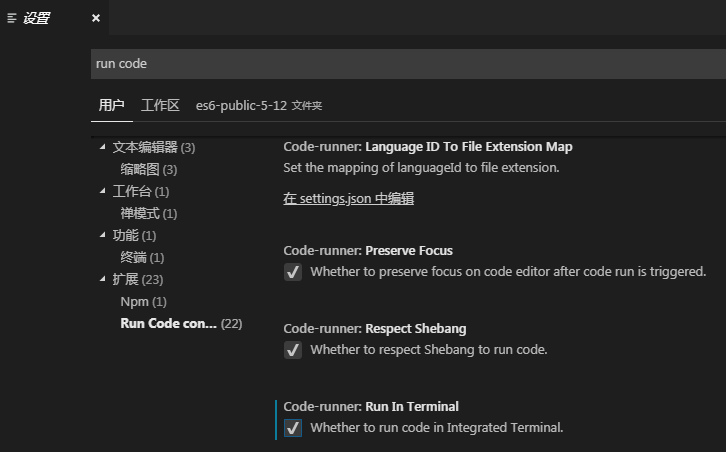 设置
run code
用户 工作区 es6-public-5-12 文件夹
文本编辑器 (3)
缩略图 (3)
工作台 (1)
禅模式 (1)
功能 (1)
终端 (1)
扩展 (23)
Npm (1)
Run Code con... (22)
Code-runner: Language ID To File Extension Map
Set the mapping of languageId to file extension.
在 settings.json 中编辑
Code-runner: Preserve Focus
Whether to preserve focus on code editor after code run is triggered.
Code-runner: Respect Shebang
Whether to respect Shebang to run code.
Code-runner: Run In Terminal
Whether to run code in Integrated Terminal.